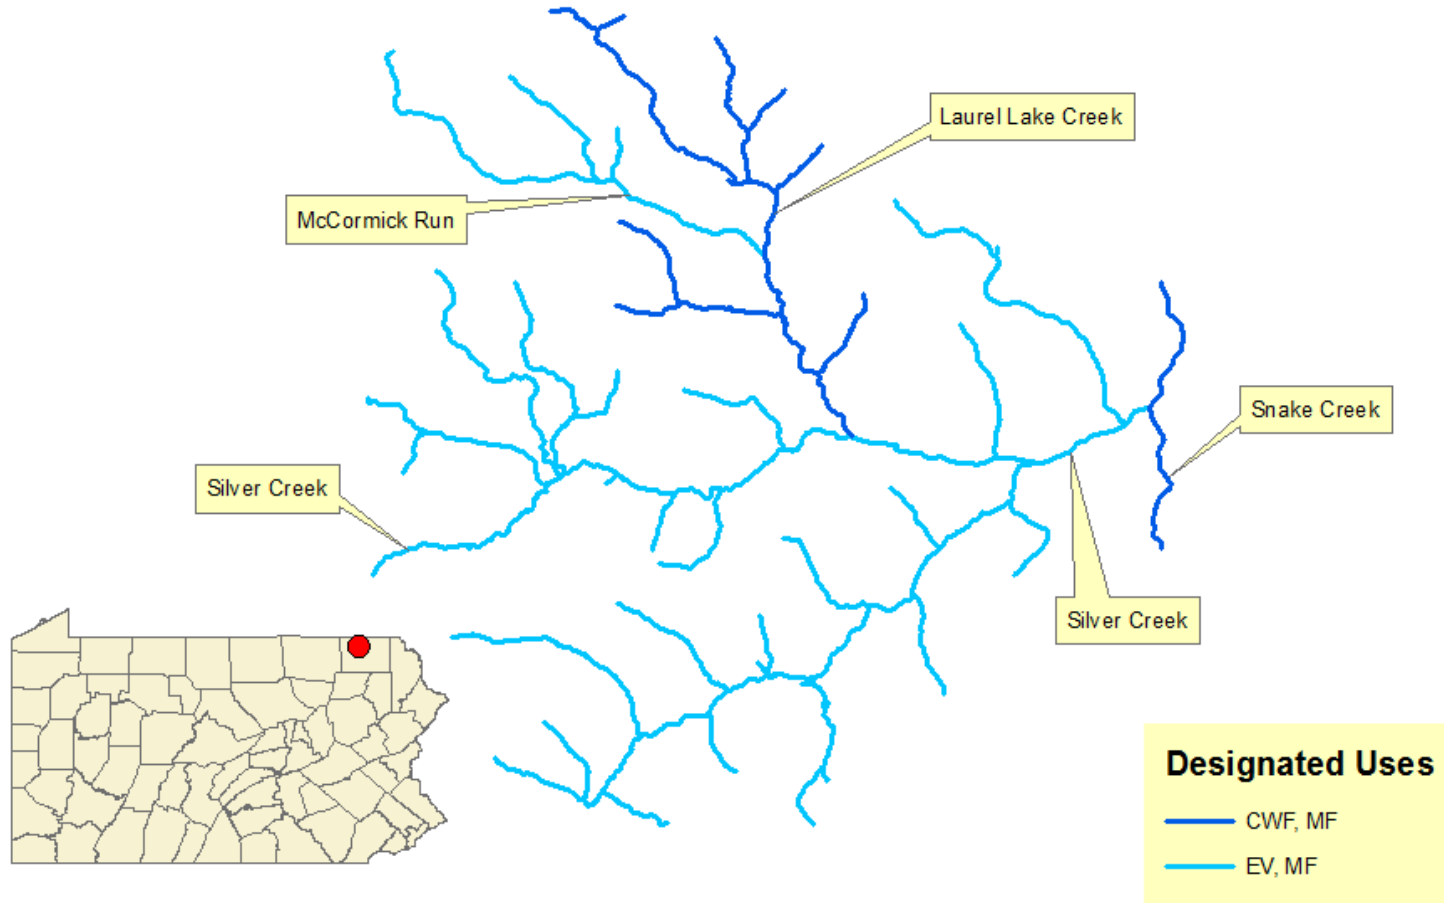 Laurel Lake Creek
McCormick Run
Snake Creek
Silver Creek
Silver Creek
Designated Uses
CWF, MF
EV, MF